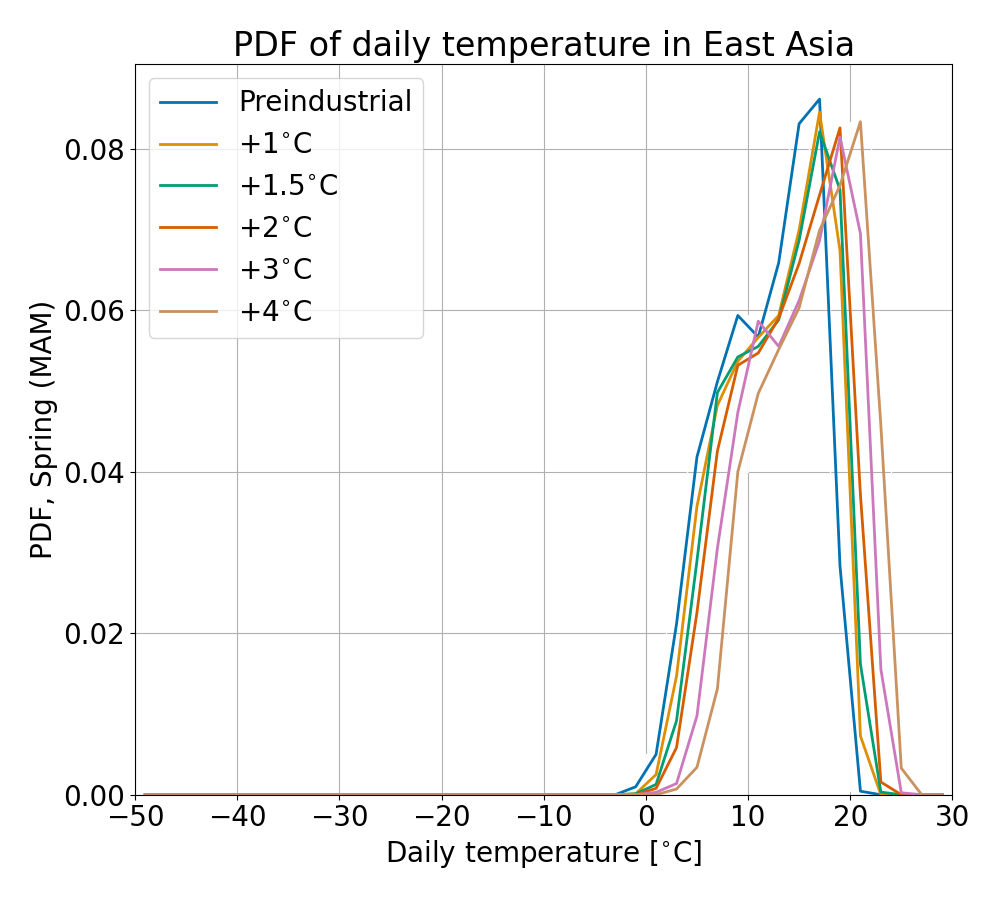 PDF of daily temperature in East Asia
Preindustrial
+1°C
+1.5°C
+2°C
+3°C
+4°C
PDF, Spring (MAM)
0.08
0.06
0.04
0.02
0.00
−50 −40 −30 −20 −10 0 10 20 30
Daily temperature [°C]